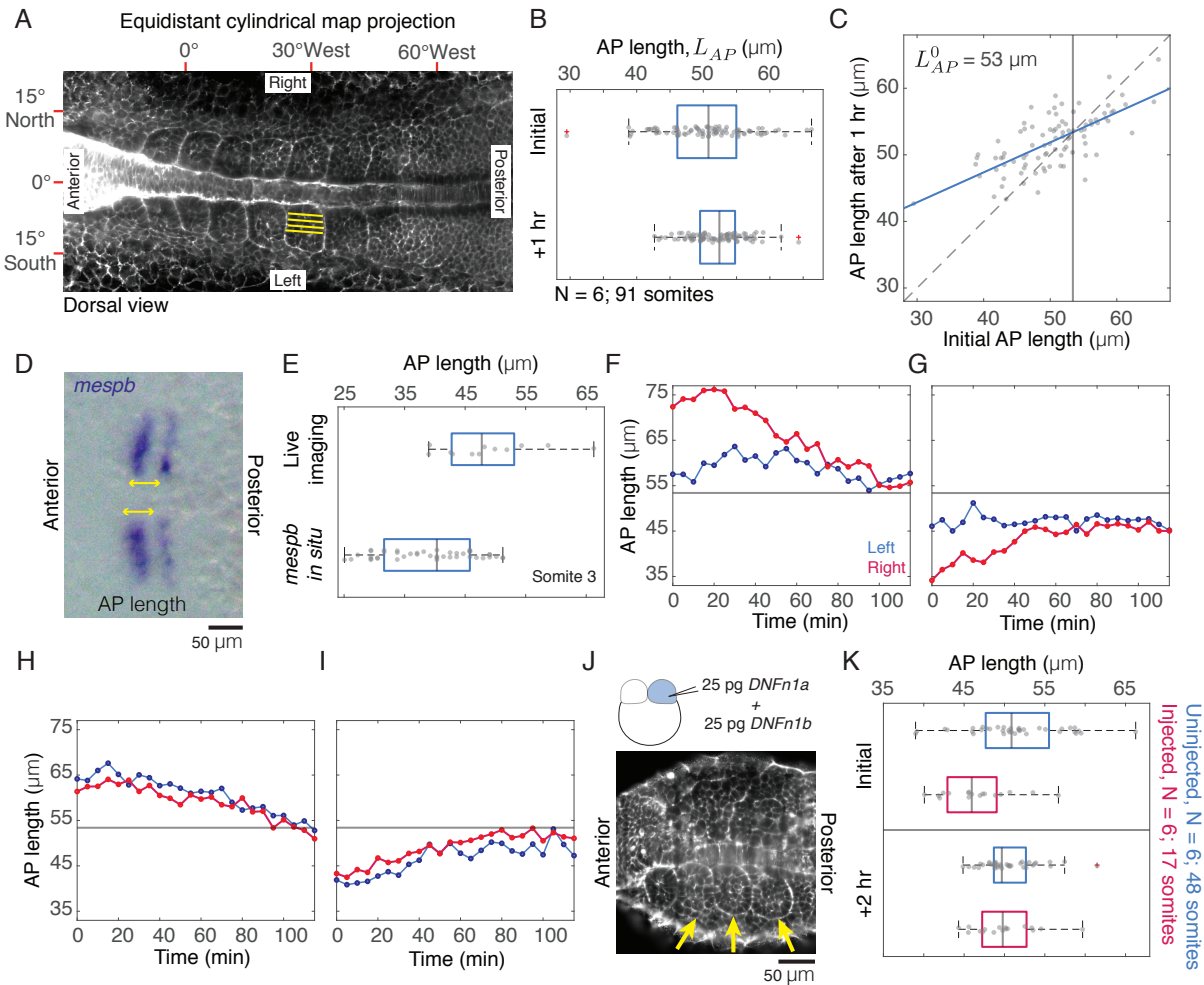 A
Equidistant cylindrical map projection
0°
30°West
60°West
15°
North
0°
15°
South
Right
Left
Anterior
Posterior
Dorsal view
B
AP length, L_AP (μm)
30
40
50
60
Initial
+1 hr
N = 6; 91 somites
C
L⁰_AP = 53 μm
AP length after 1 hr (μm)
60
50
40
30
30
40
50
60
Initial AP length (μm)
D
mespb
Anterior
Posterior
AP length
50 μm
E
AP length (μm)
25
35
45
55
65
Live
imaging
mespb
in situ
Somite 3
F
AP length (μm)
75
65
55
45
35
Left
Right
0
20
40
60
80
100
Time (min)
G
0
20
40
60
80
100
Time (min)
H
AP length (μm)
75
65
55
45
35
0
20
40
60
80
100
Time (min)
I
0
20
40
60
80
100
Time (min)
J
25 pg DNFn1a
+
25 pg DNFn1b
Anterior
Posterior
50 μm
K
AP length (μm)
35
45
55
65
Initial
+2 hr
Uninjected, N = 6; 48 somites
Injected, N = 6; 17 somites